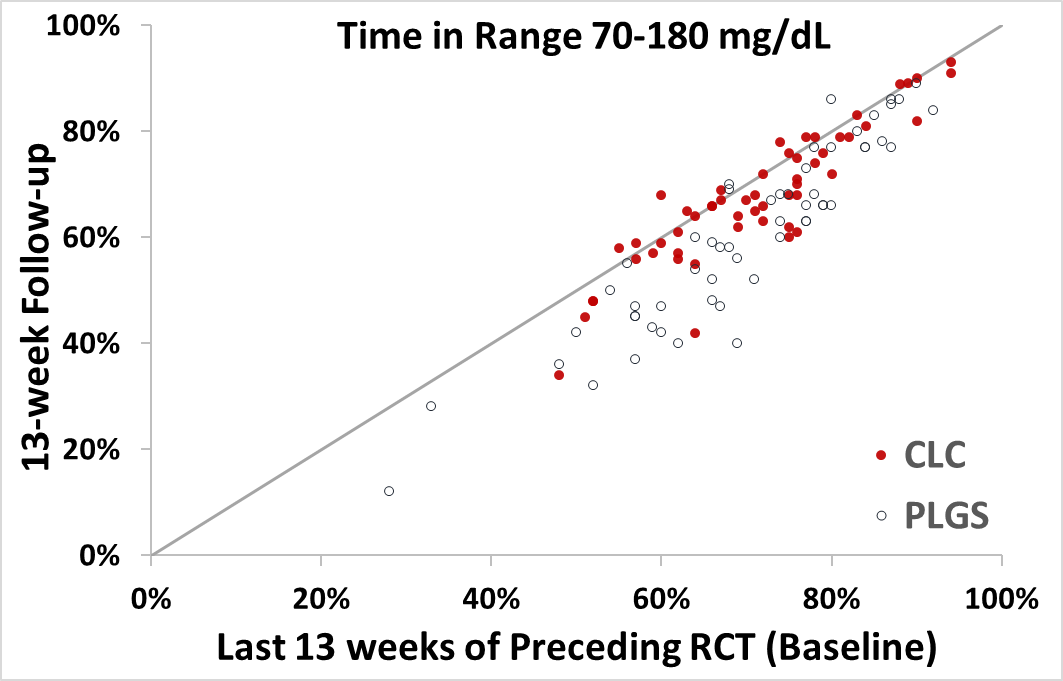 Time in Range 70-180 mg/dL
100%
80%
60%
40%
20%
0%
13-week Follow-up
CLC
PLGS
0% 20% 40% 60% 80% 100%
Last 13 weeks of Preceding RCT (Baseline)